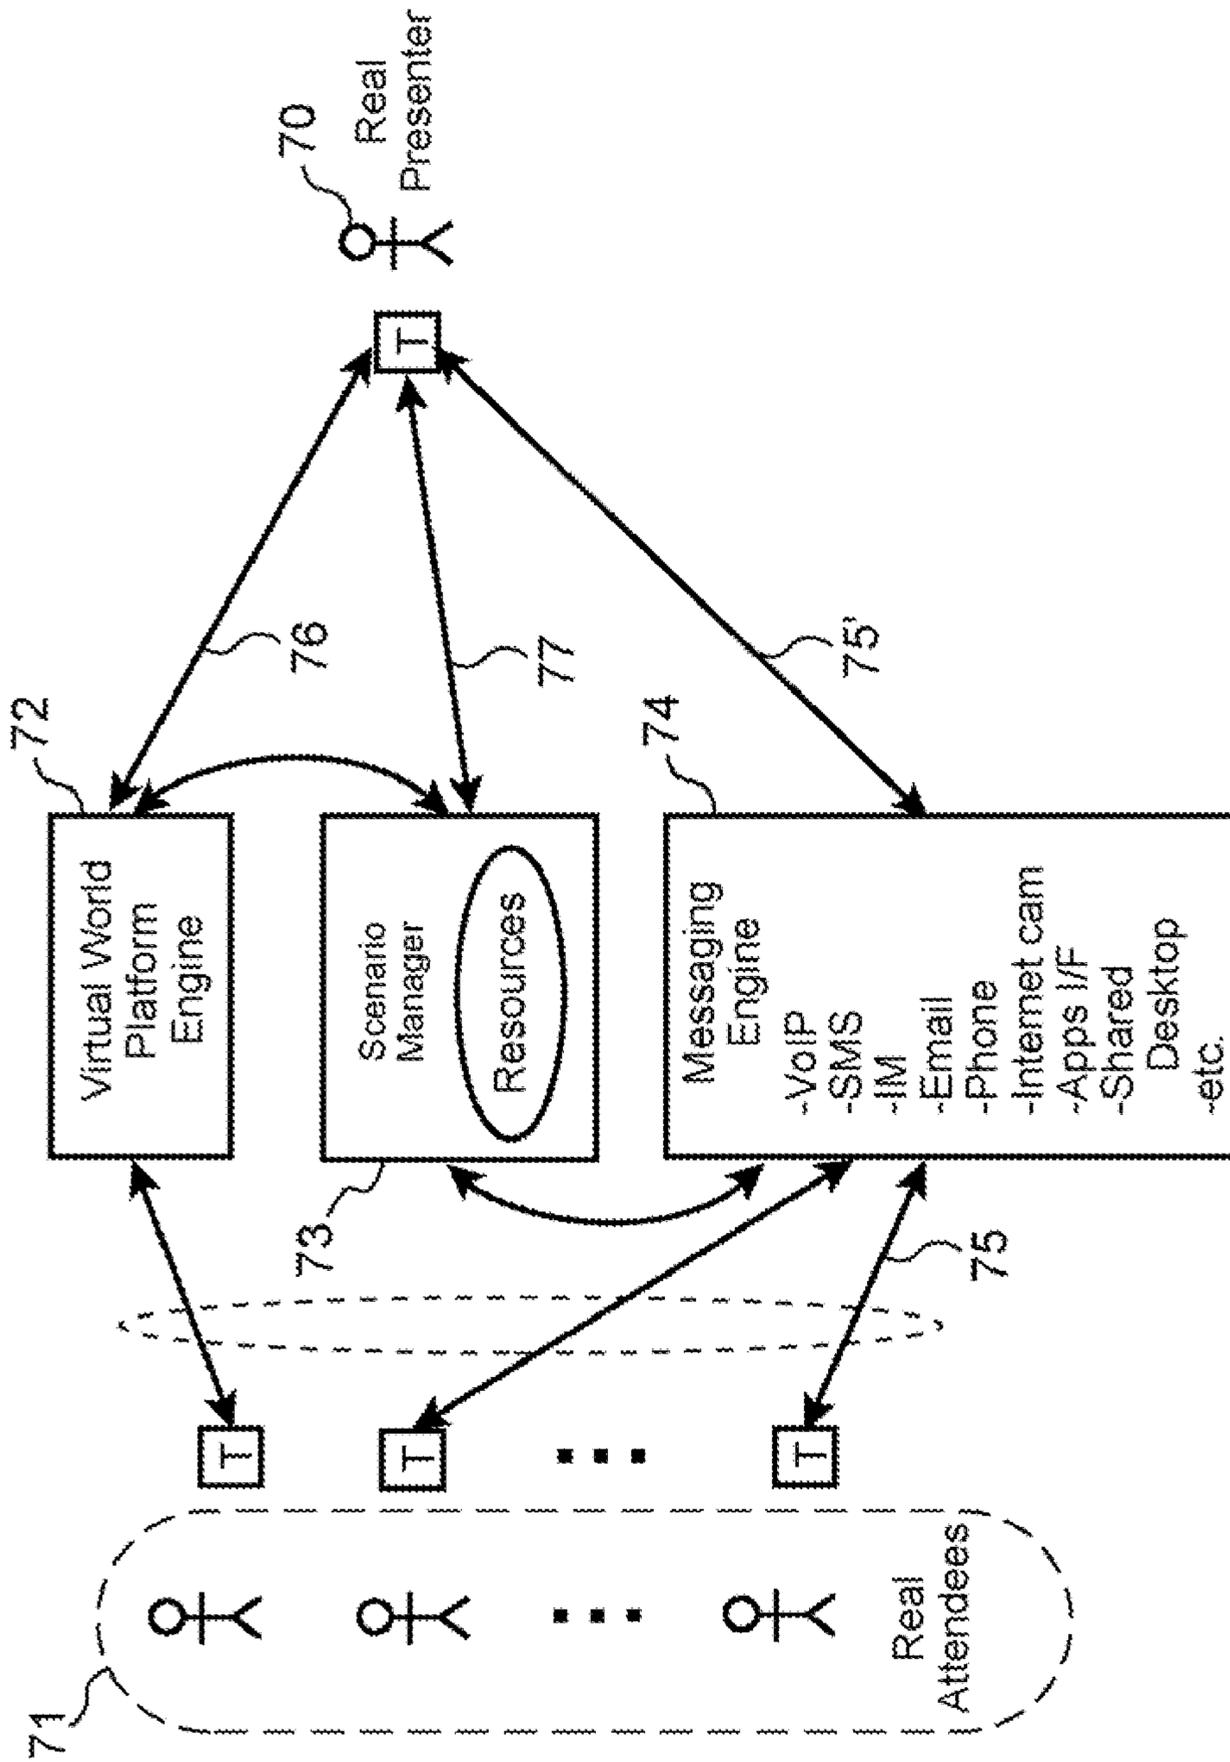 71
Real
Attendees
T
T
T
75
73
72
Virtual World
Platform
Engine
Scenario
Manager
Resources
74
Messaging
Engine
-VoIP
-SMS
-IM
-Email
-Phone
-Internet cam
-Apps I/F
-Shared
Desktop
-etc.
76
77
75'
T
70
Real
Presenter